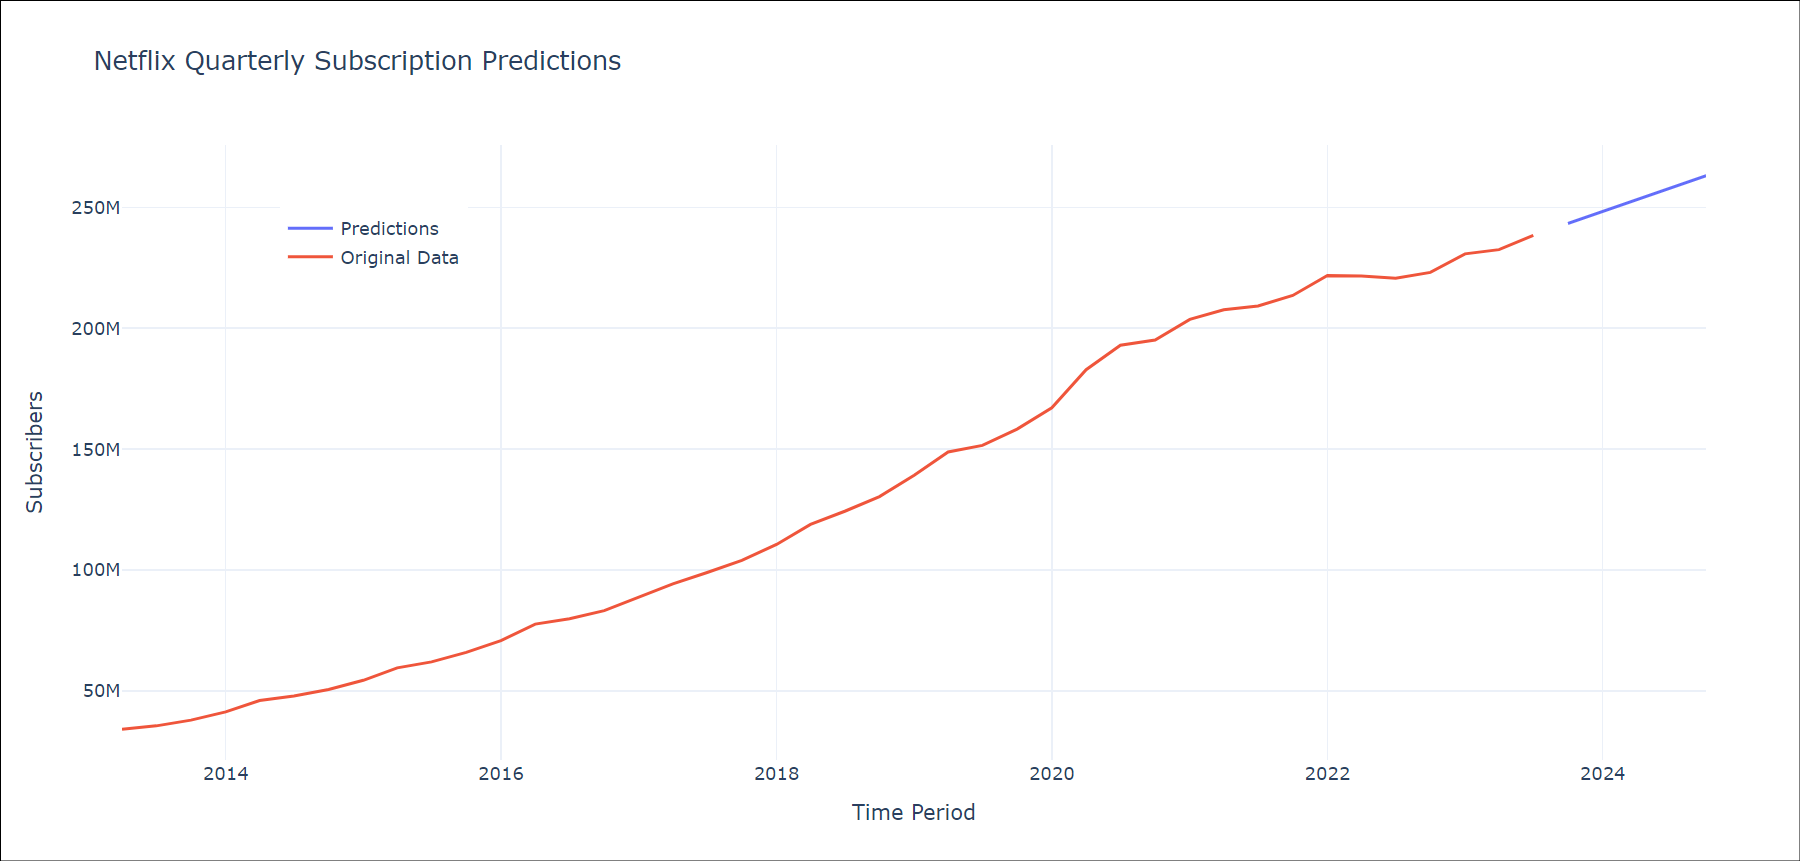 Netflix Quarterly Subscription Predictions
250M
200M
150M
100M
50M
Subscribers
Predictions
Original Data
2014 2016 2018 2020 2022 2024
Time Period